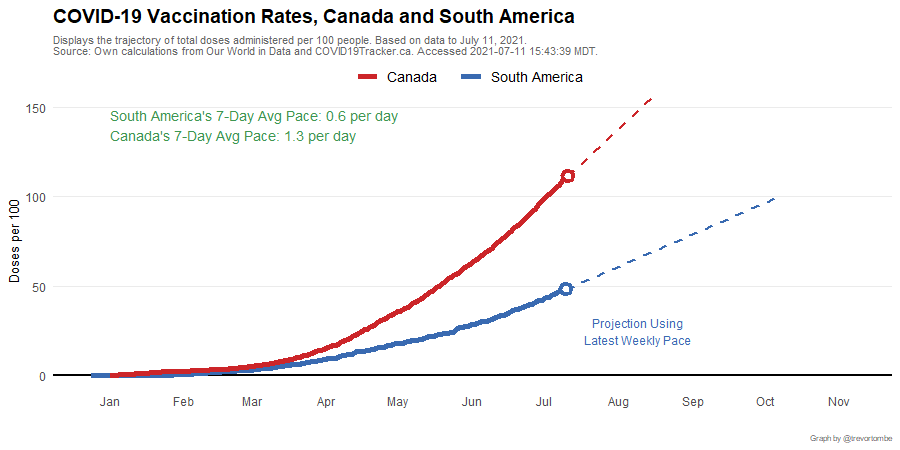 COVID-19 Vaccination Rates, Canada and South America
Displays the trajectory of total doses administered per 100 people. Based on data to July 11, 2021.
Source: Own calculations from Our World in Data and COVID19Tracker.ca. Accessed 2021-07-11 15:43:39 MDT.
Canada South America
150
South America's 7-Day Avg Pace: 0.6 per day
Canada's 7-Day Avg Pace: 1.3 per day
100
Doses per 100
50
Projection Using
Latest Weekly Pace
0
Jan Feb Mar Apr May Jun Jul Aug Sep Oct Nov
Graph by @trevortombe